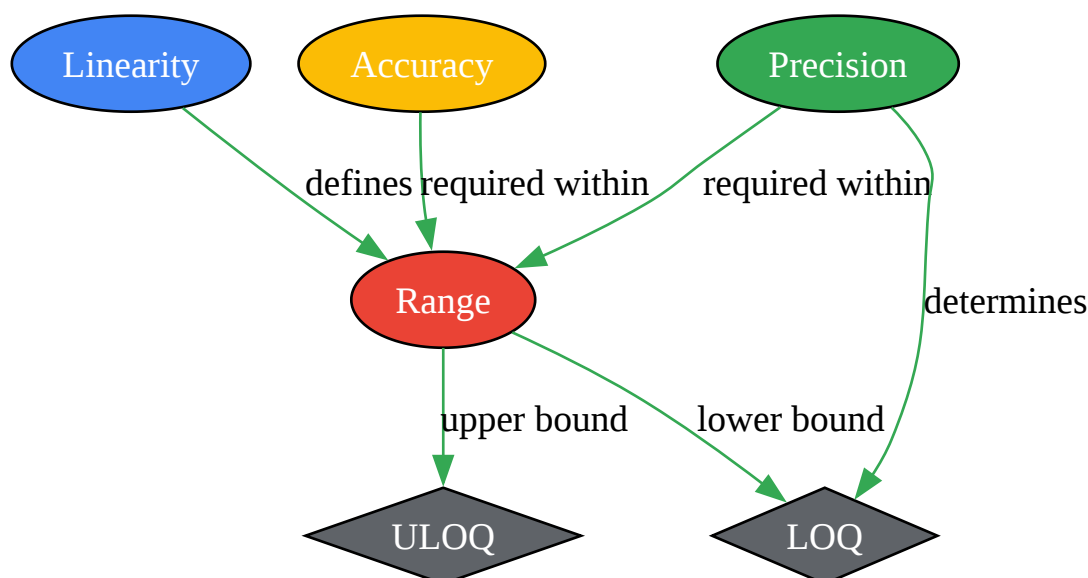 Linearity
Accuracy
Precision
defines
required within
required within
Range
determines
upper bound
lower bound
ULOQ
LOQ